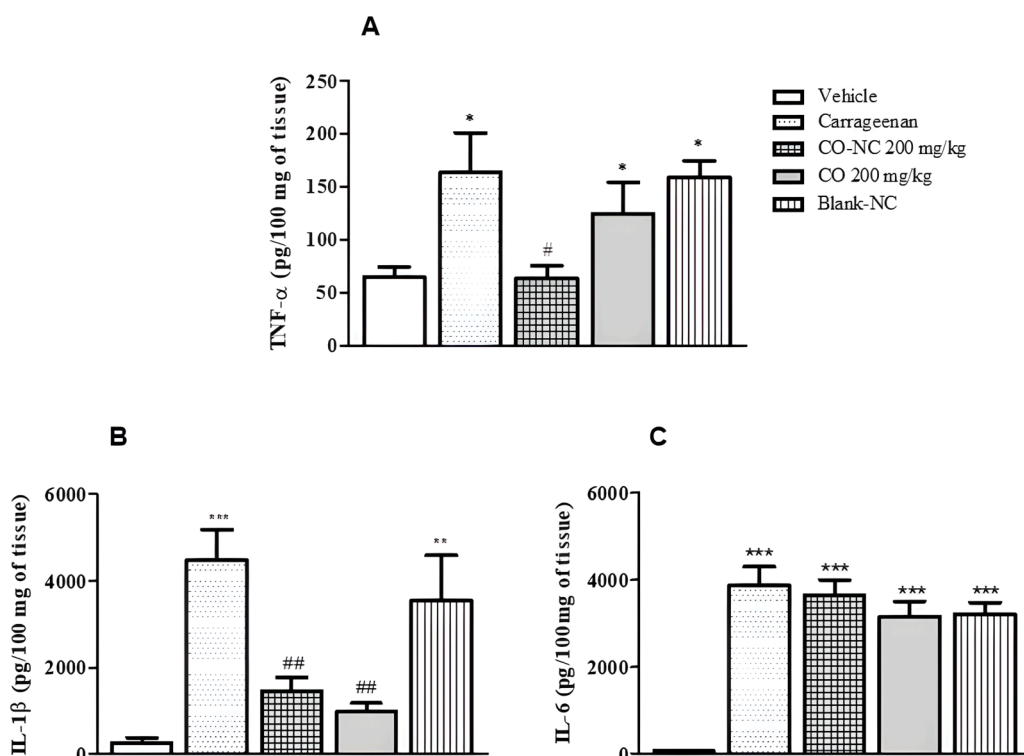 A
TNF-α (pg/100 mg of tissue)
250
200
150
100
50
0
*
*
#
*
*
Vehicle
Carrageenan
CO-NC 200 mg/kg
CO 200 mg/kg
Blank-NC
B
IL-1β (pg/100 mg of tissue)
6000
4000
2000
0
***
##
##
**
C
IL-6 (pg/100mg of tissue)
6000
4000
2000
0
***
***
***
***